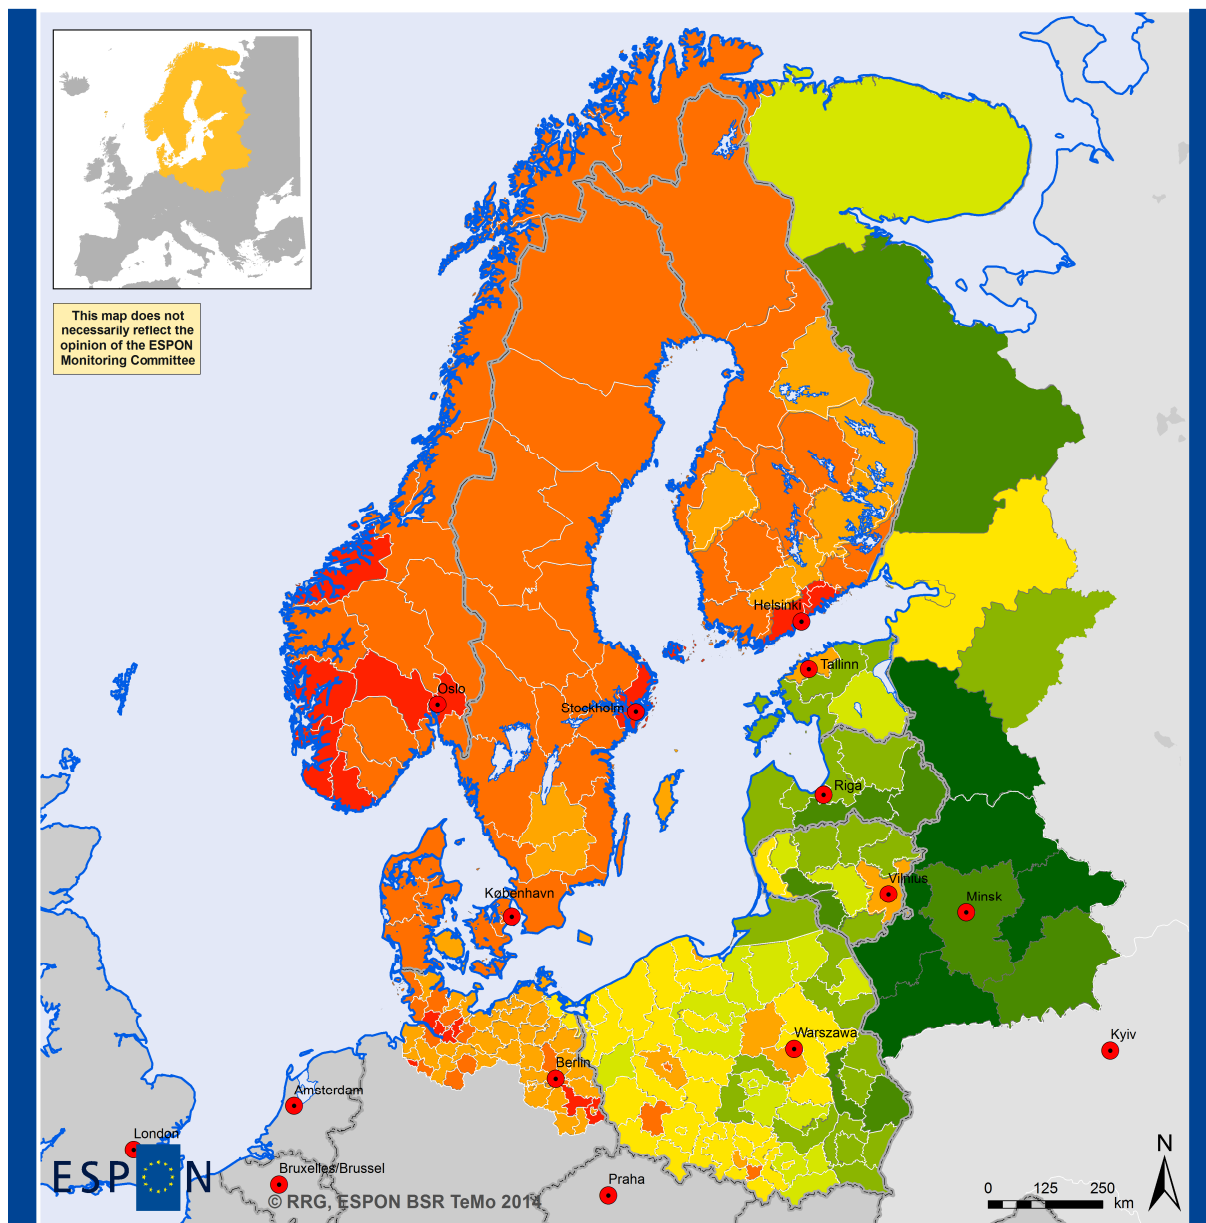 This map does not
necessarily reflect the
opinion of the ESPON
Monitoring Committee
Helsinki
Tallinn
Oslo
Stockholm
Riga
Vilnius
København
Minsk
Warszawa
Kyiv
Berlin
Amsterdam
London
Bruxelles/Brussel
Praha
ESPON
© RRG, ESPON BSR TeMo 2014
N
0 125 250
km